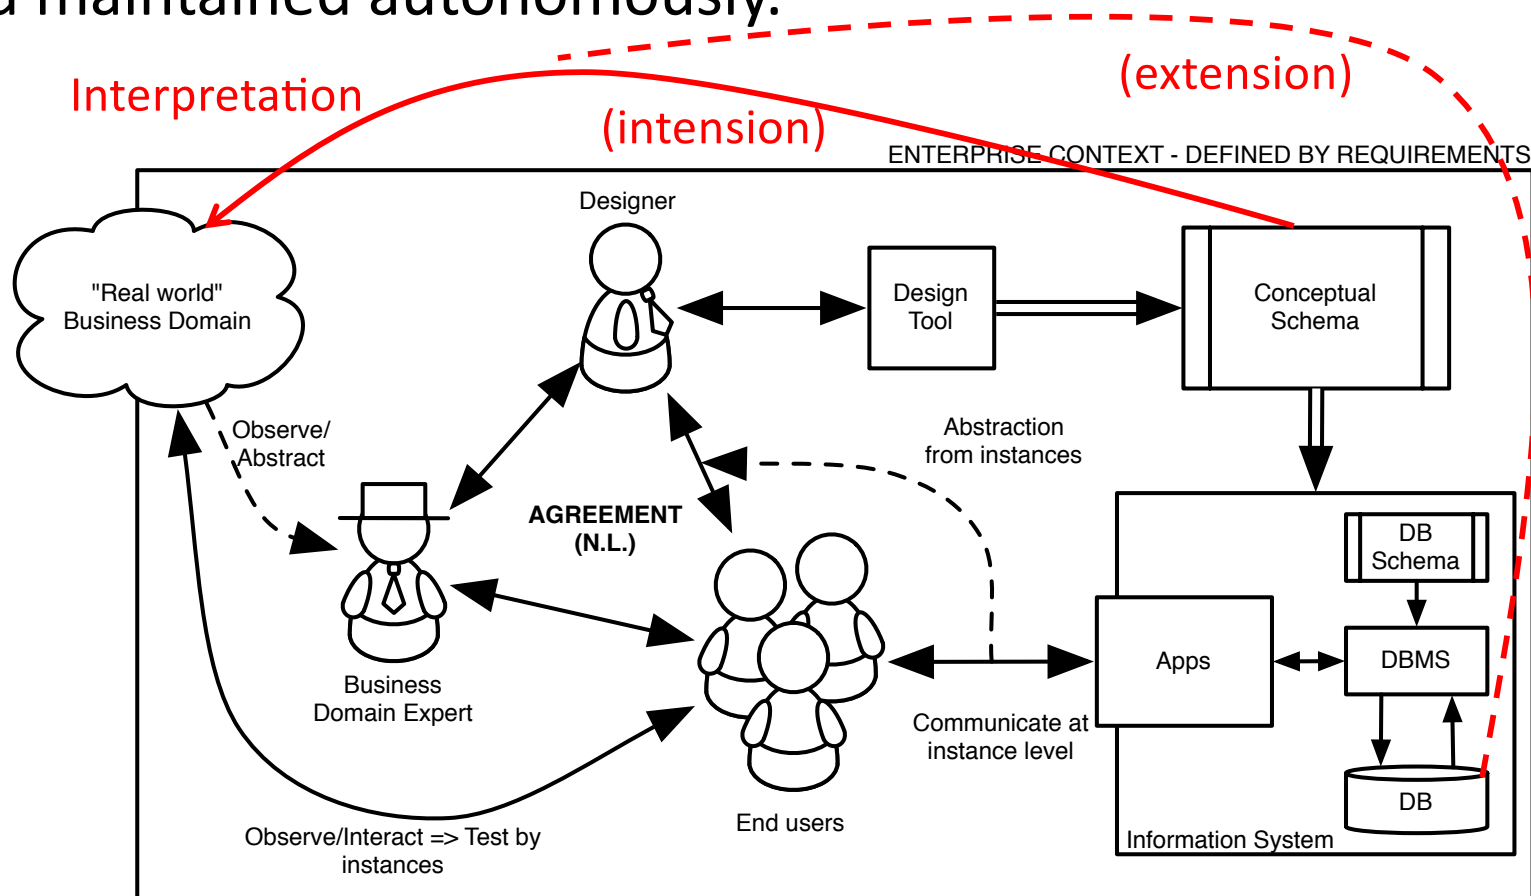 d maintained autonomously.
(extension)
Interpretation
(intension)
ENTERPRISE CONTEXT - DEFINED BY REQUIREMENTS
Designer
"Real world"
Business Domain
Design
Tool
Conceptual
Schema
Observe/
Abstract
Abstraction
from instances
AGREEMENT
(N.L.)
DB
Schema
Business
Domain Expert
Apps
DBMS
Communicate at
instance level
DB
End users
Observe/Interact => Test by
instances
Information System